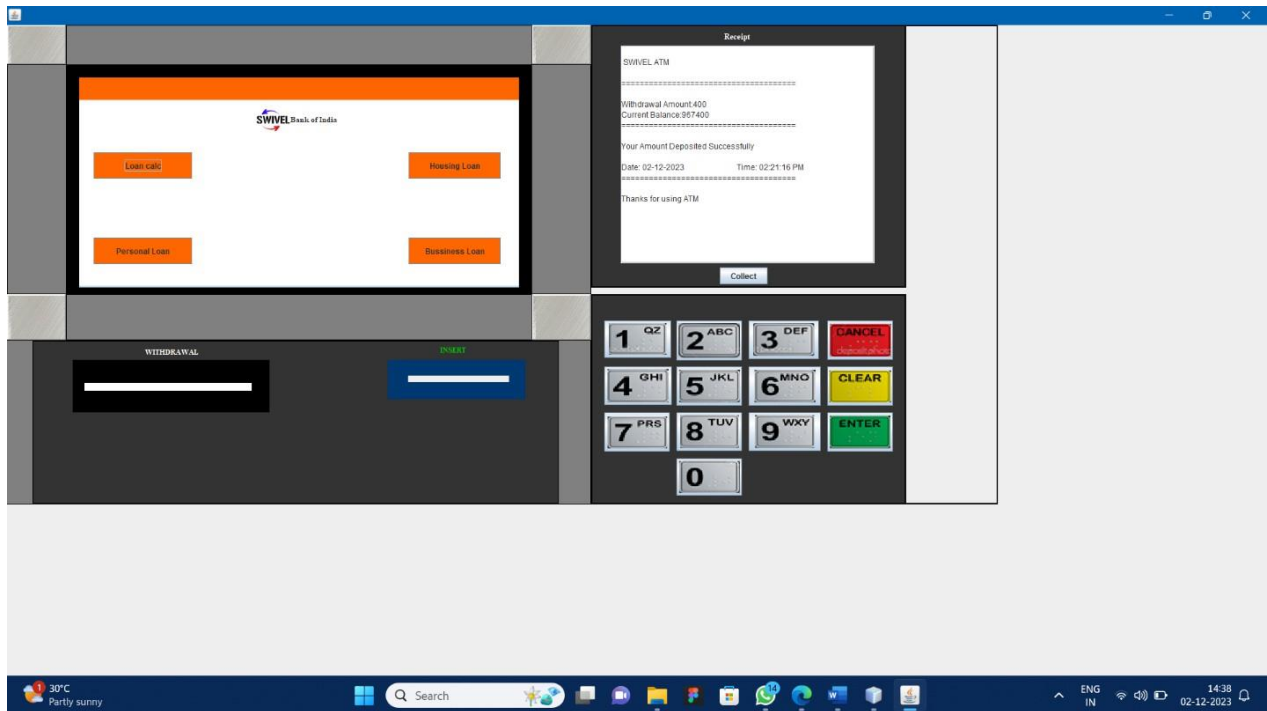 Receipt
SWIVEL ATM
======================================
Withdrawal Amount:400
Current Balance:967400
======================================
Your Amount Deposited Successfully
Date: 02-12-2023 Time: 02:21:16 PM
======================================
Thanks for using ATM
Collect
SWIVEL Bank of India
Loan calc
Housing Loan
Personal Loan
Bussiness Loan
WITHDRAWAL
INSERT
1 QZ
2 ABC
3 DEF
CANCEL
4 GHI
5 JKL
6 MNO
CLEAR
7 PRS
8 TUV
9 WXY
ENTER
0
1
30°C
Partly sunny
Search
14
ENG
IN
14:38
02-12-2023